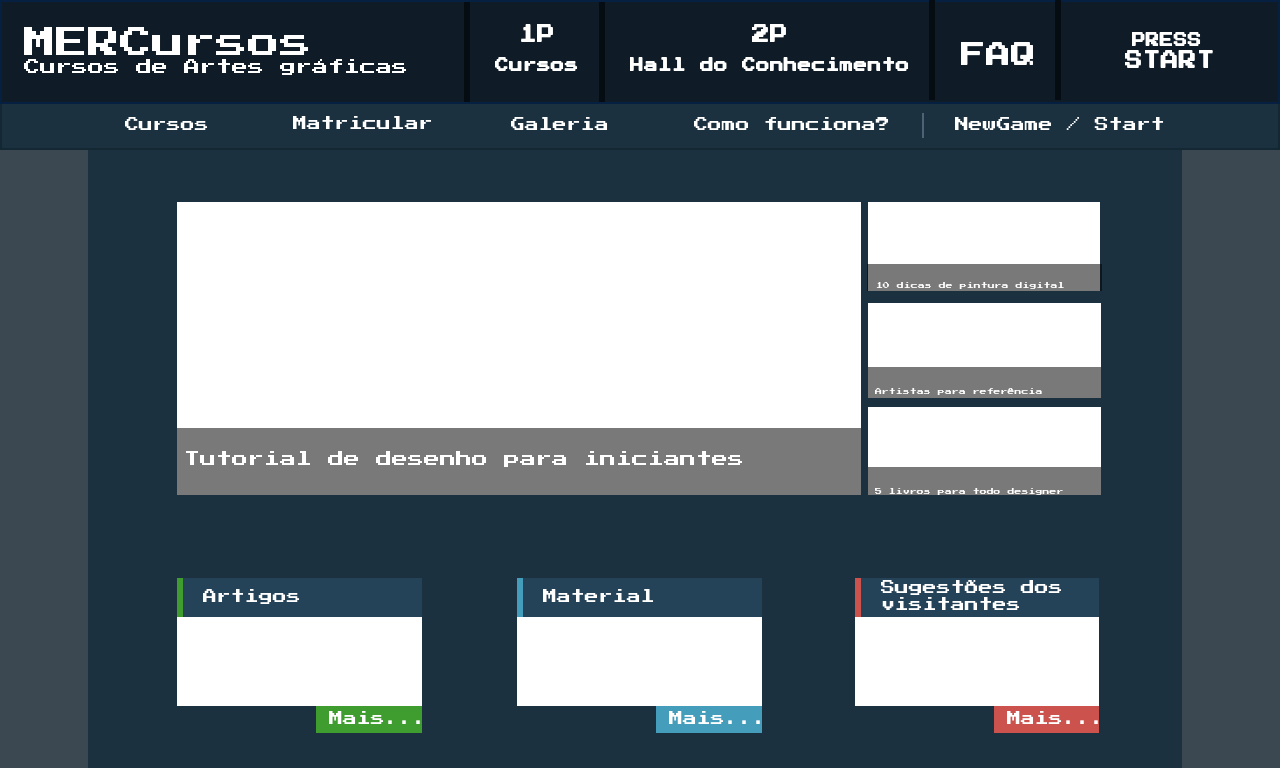 MERCursos
Cursos de Artes gráficas
1P
Cursos
2P
Hall do Conhecimento
FAQ
PRESS
START
Cursos
Matricular
Galeria
Como funciona?
NewGame / Start
Tutorial de desenho para iniciantes
10 dicas de pintura digital
Artistas para referência
5 livros para todo designer
Artigos
Mais...
Material
Mais...
Sugestões dos
visitantes
Mais...